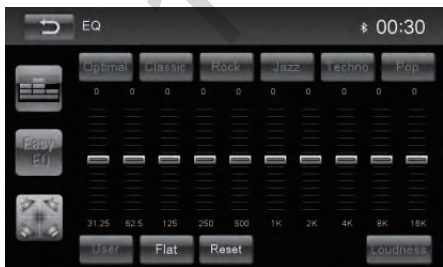 EQ 00:30
Optimal Classic Rock Jazz Techno Pop
0 0 0 0 0 0 0 0 0 0
Easy
EQ
31.25 62.5 125 250 500 1K 2K 4K 8K 16K
User Flat Reset Loudness